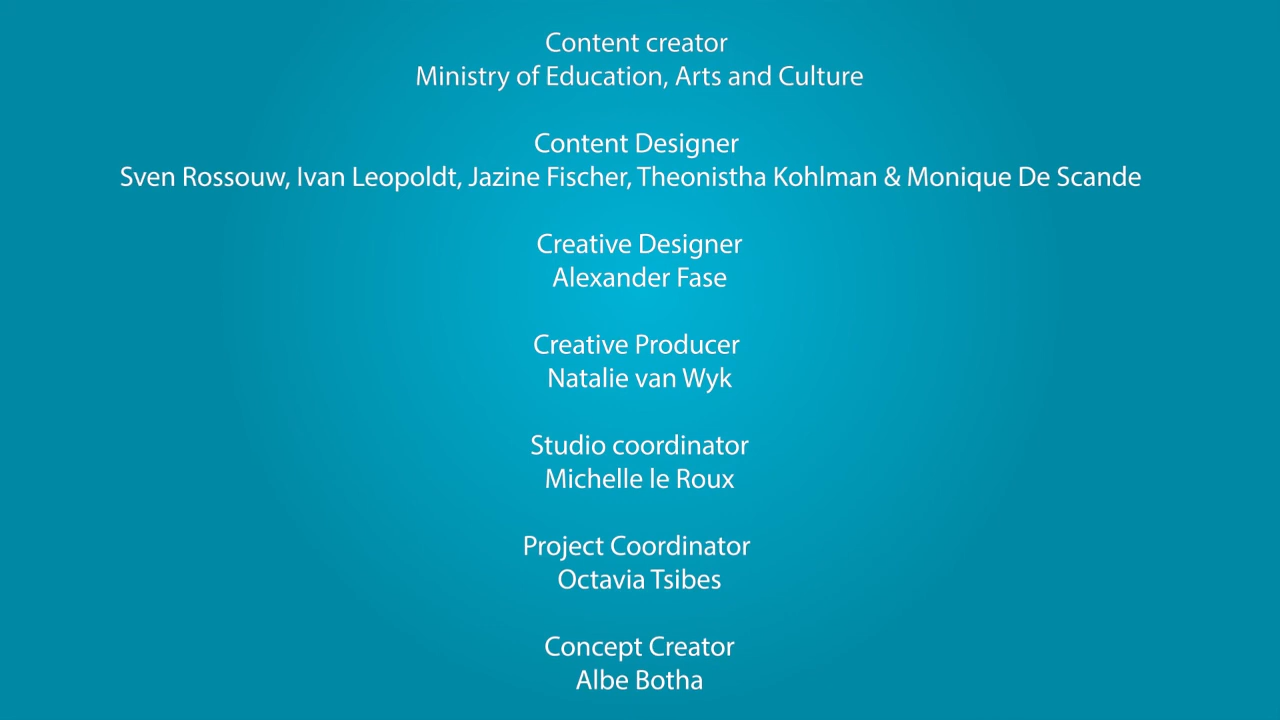 Content creator
Ministry of Education, Arts and Culture
Content Designer
Sven Rossouw, Ivan Leopoldt, Jazine Fischer, Theonistha Kohlman & Monique De Scande
Creative Designer
Alexander Fase
Creative Producer
Natalie van Wyk
Studio coordinator
Michelle le Roux
Project Coordinator
Octavia Tsibes
Concept Creator
Albe Botha